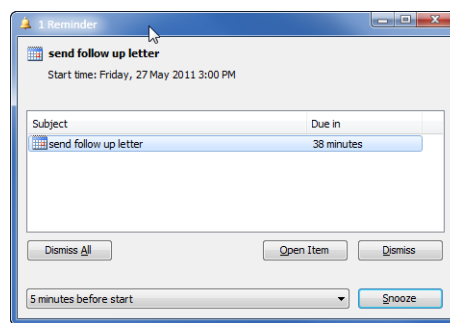 1 Reminder
send follow up letter
Start time: Friday, 27 May 2011 3:00 PM
Subject Due in
send follow up letter 38 minutes
Dismiss All Open Item Dismiss
5 minutes before start Snooze